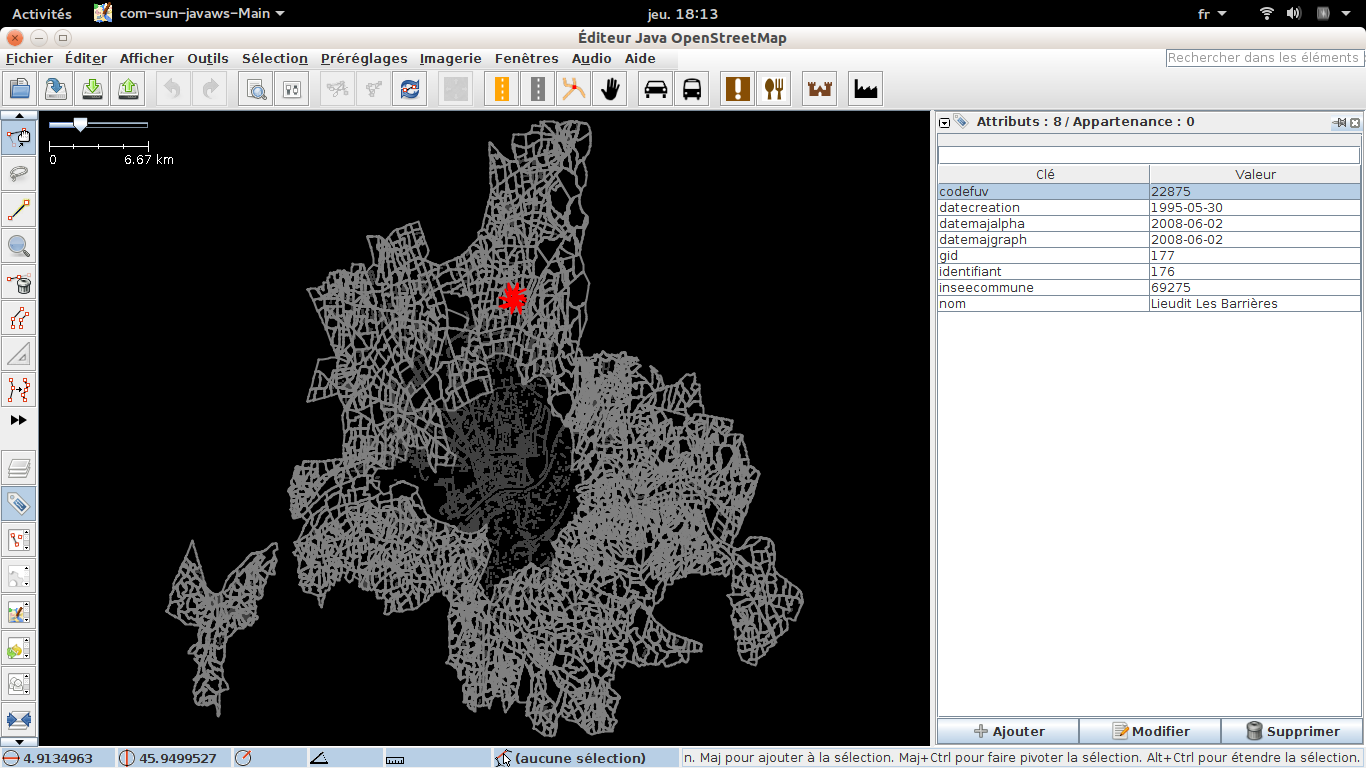 Activités com-sun-javaws-Main jeu. 18:13 fr
Éditeur Java OpenStreetMap
Fichier Éditer Afficher Outils Sélection Préréglages Imagerie Fenêtres Audio Aide Rechercher dans les éléments
0 6.67 km
Attributs : 8 / Appartenance : 0
Clé Valeur
codefuv 22875
datecreation 1995-05-30
datemajalpha 2008-06-02
datemajgraph 2008-06-02
gid 177
identifiant 176
inseecommune 69275
nom Lieudit Les Barrières
Ajouter Modifier Supprimer
4.9134963 45.9499527 (aucune sélection) n. Maj pour ajouter à la sélection. Maj+Ctrl pour faire pivoter la sélection. Alt+Ctrl pour étendre la sélection.